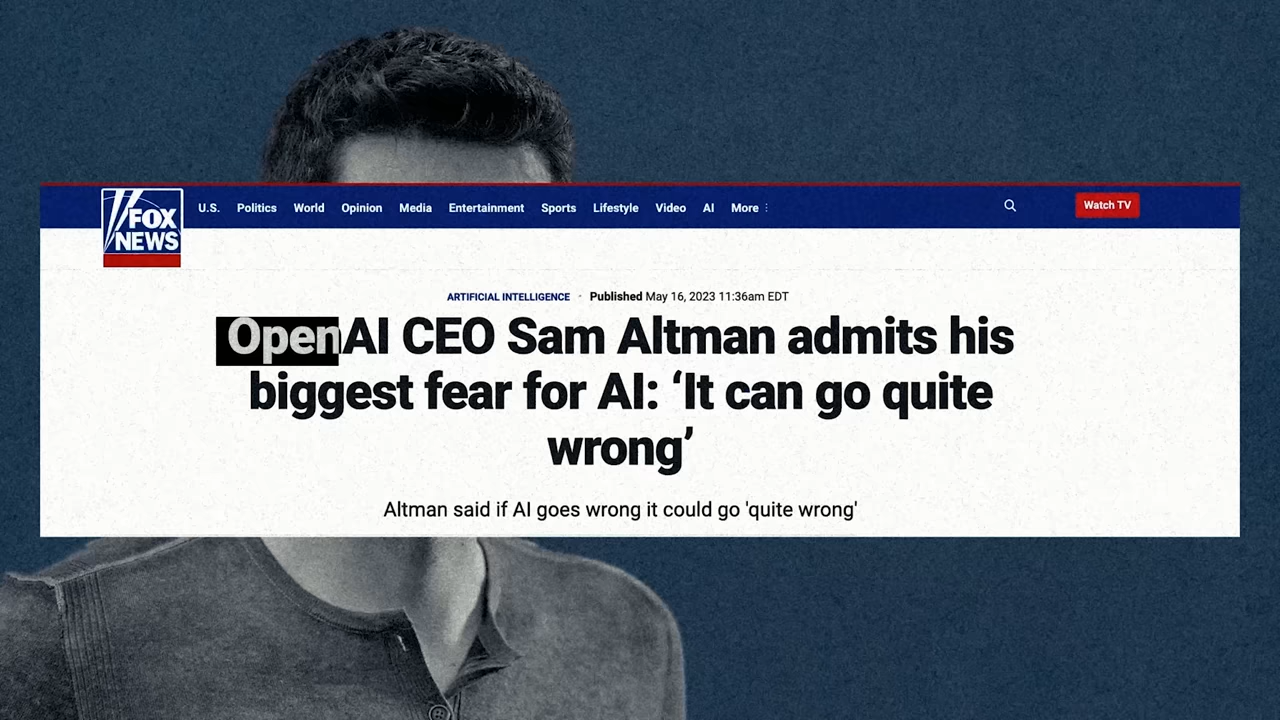 FOX
NEWS
U.S. Politics World Opinion Media Entertainment Sports Lifestyle Video AI More
Watch TV
ARTIFICIAL INTELLIGENCE · Published May 16, 2023 11:36am EDT
OpenAI CEO Sam Altman admits his
biggest fear for AI: ‘It can go quite
wrong’
Altman said if AI goes wrong it could go 'quite wrong'